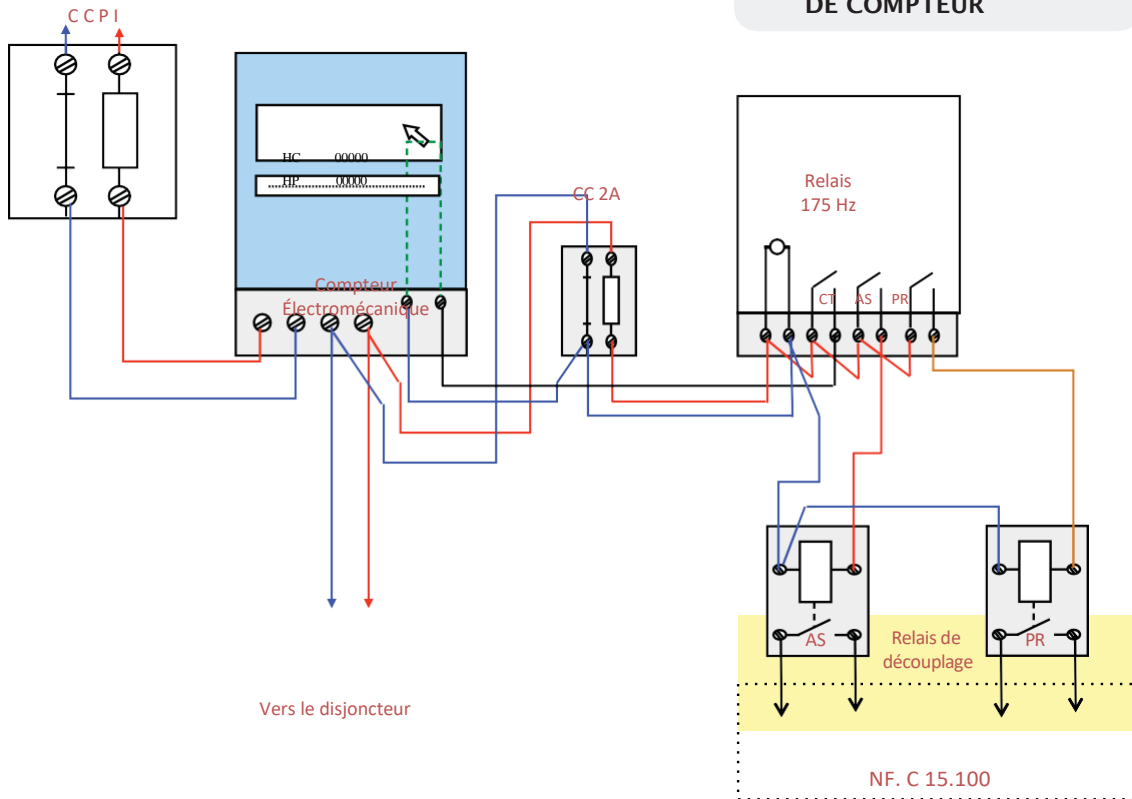 DE COMPTEUR
C C P I
HC 00000
HP 00000
Compteur
Électromécanique
CC 2A
Relais
175 Hz
CT AS PR
AS
Relais de
découplage
PR
Vers le disjoncteur
NF. C 15.100